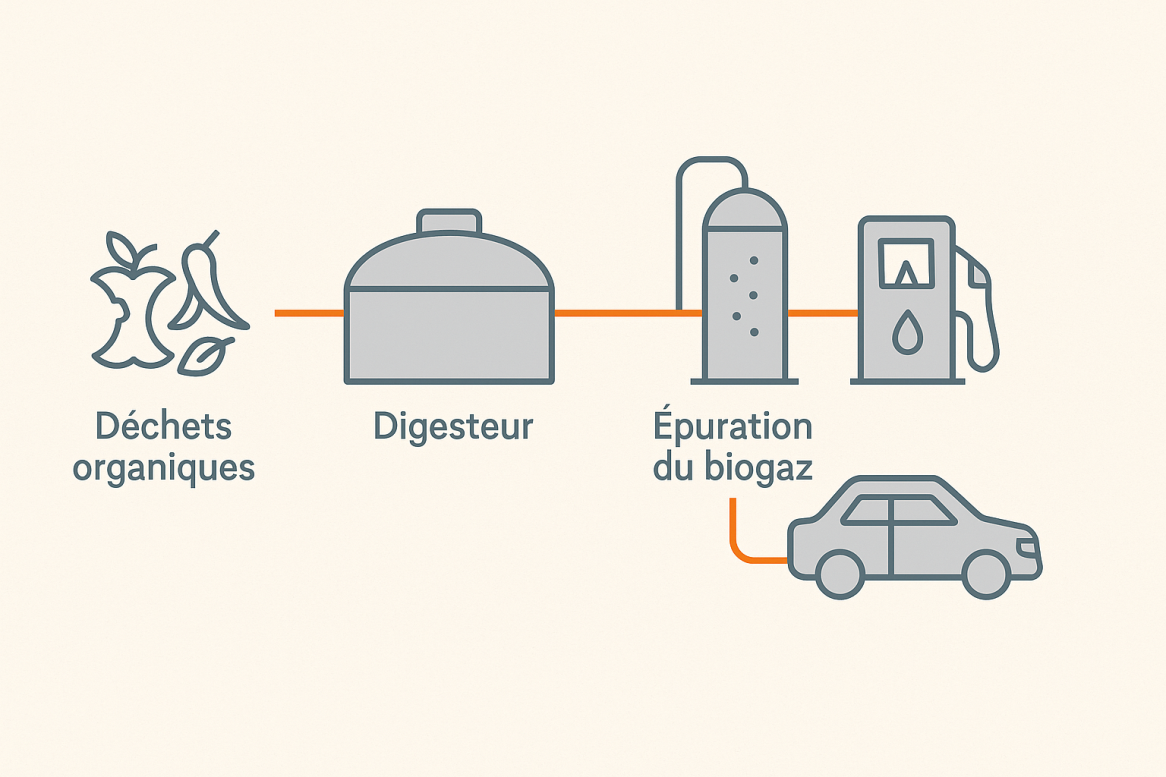 Déchets
organiques
Digesteur
Épuration
du biogaz